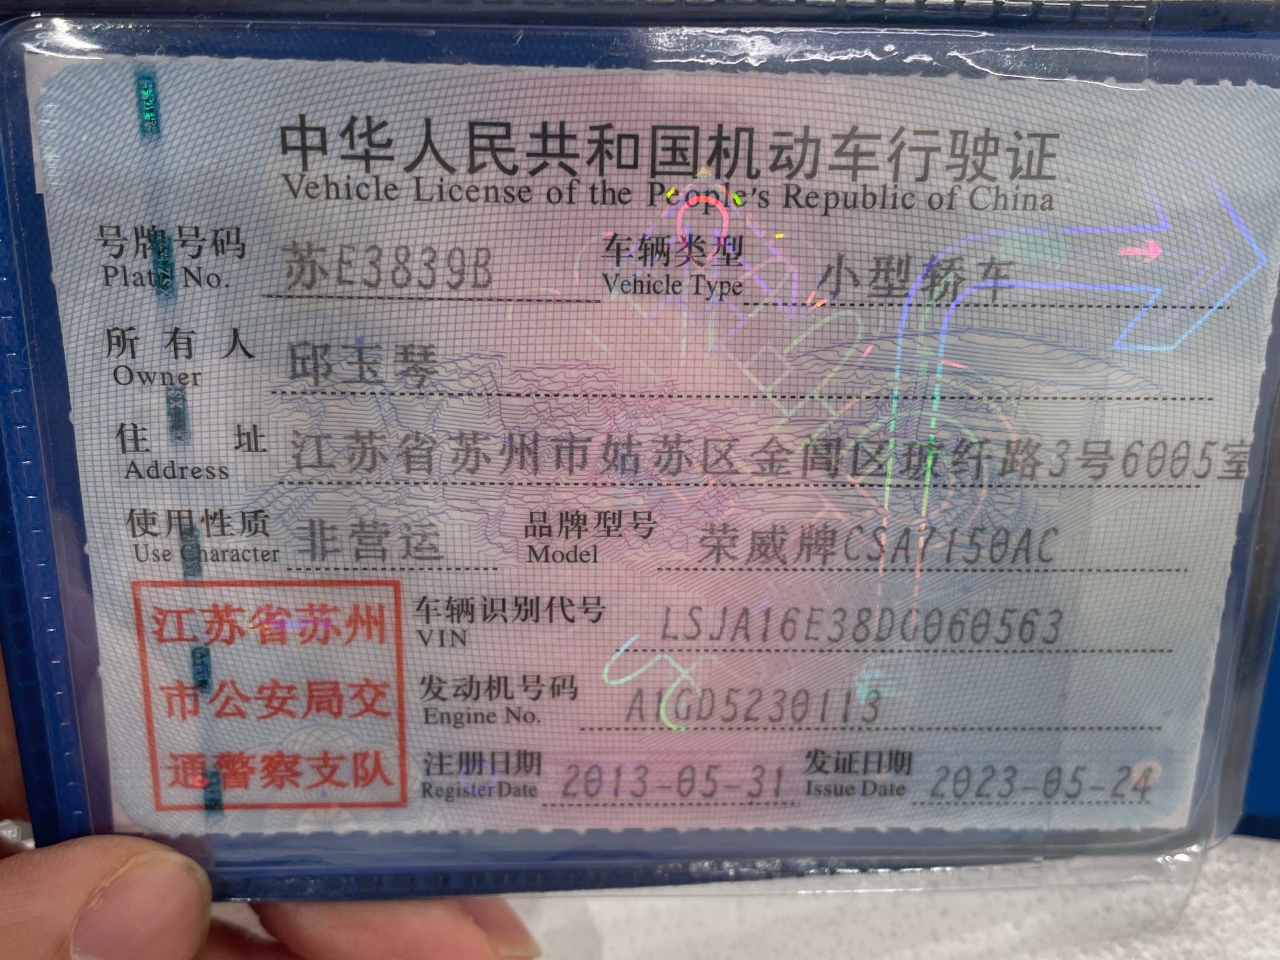 中华人民共和国机动车行驶证
Vehicle License of the People's Republic of China
号牌号码 苏E3839B 车辆类型 小型轿车
Plate No. Vehicle Type
所有人 邱玉琴
Owner
住址 江苏省苏州市姑苏区金阊区玻纤路3号6005室
Address
使用性质 非营运 品牌型号 荣威牌CSA7150AC
Use Character Model
江苏省苏州
市公安局交
通警察支队
车辆识别代号 LSJA16E38DG060563
VIN
发动机号码 A1GD5230113
Engine No.
注册日期 2013-05-31 发证日期 2023-05-24
Register Date Issue Date